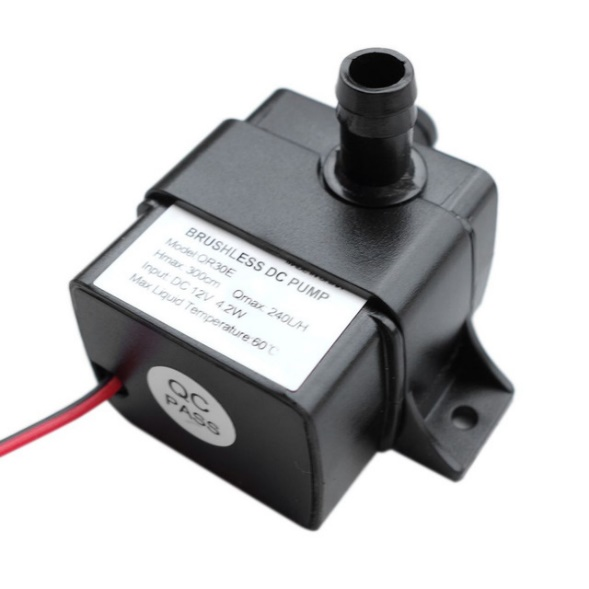 BRUSHLESS DC PUMP
Model QR30E
Hmax: 300cm Qmax: 240L/H
Input: DC 12V 4.2W
Max Liquid Temperature 60℃
QC
PASS